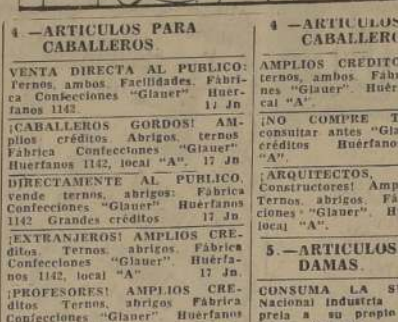 4 —ARTICULOS PARA
CABALLEROS.
VENTA DIRECTA AL PUBLICO:
Ternos, ambos. Facilidades. Fábri-
ca Confecciones "Glauer". Huér-
fanos 1142. 17 Jn
¡CABALLEROS GORDOS! AM-
plios créditos Abrigos, ternos
Fábrica Confecciones "Glauer"
Huérfanos 1142, local "A". 17 Jn
DIRECTAMENTE AL PUBLICO,
vende ternos, abrigos: Fábrica
Confecciones "Glauer" Huérfanos
1142 Grandes créditos 17 Jn.
¡EXTRANJEROS! AMPLIOS CRE-
ditos. Ternos, abrigos. Fábrica
Confecciones "Glauer". Huérfa-
nos 1142, local "A" 17 Jn.
¡PROFESORES! AMPLIOS CRE-
ditos Ternos, abrigos Fábrica
Confecciones "Glauer" Huérfanos
4 —ARTICULOS
CABALLERO
AMPLIOS CREDITO
ternos, ambos. Fábr
nes "Glauer". Huér
cal "A"
¡NO COMPRE T
consultar antes "Gla
créditos Huérfano
"A".
¡ARQUITECTOS,
Constructores! Amp
Ternos, abrigos. Fá
ciones "Glauer". H
local "A".
5.—ARTICULOS
DAMAS.
CONSUMA LA S
Nacional Industria
prela a su propio